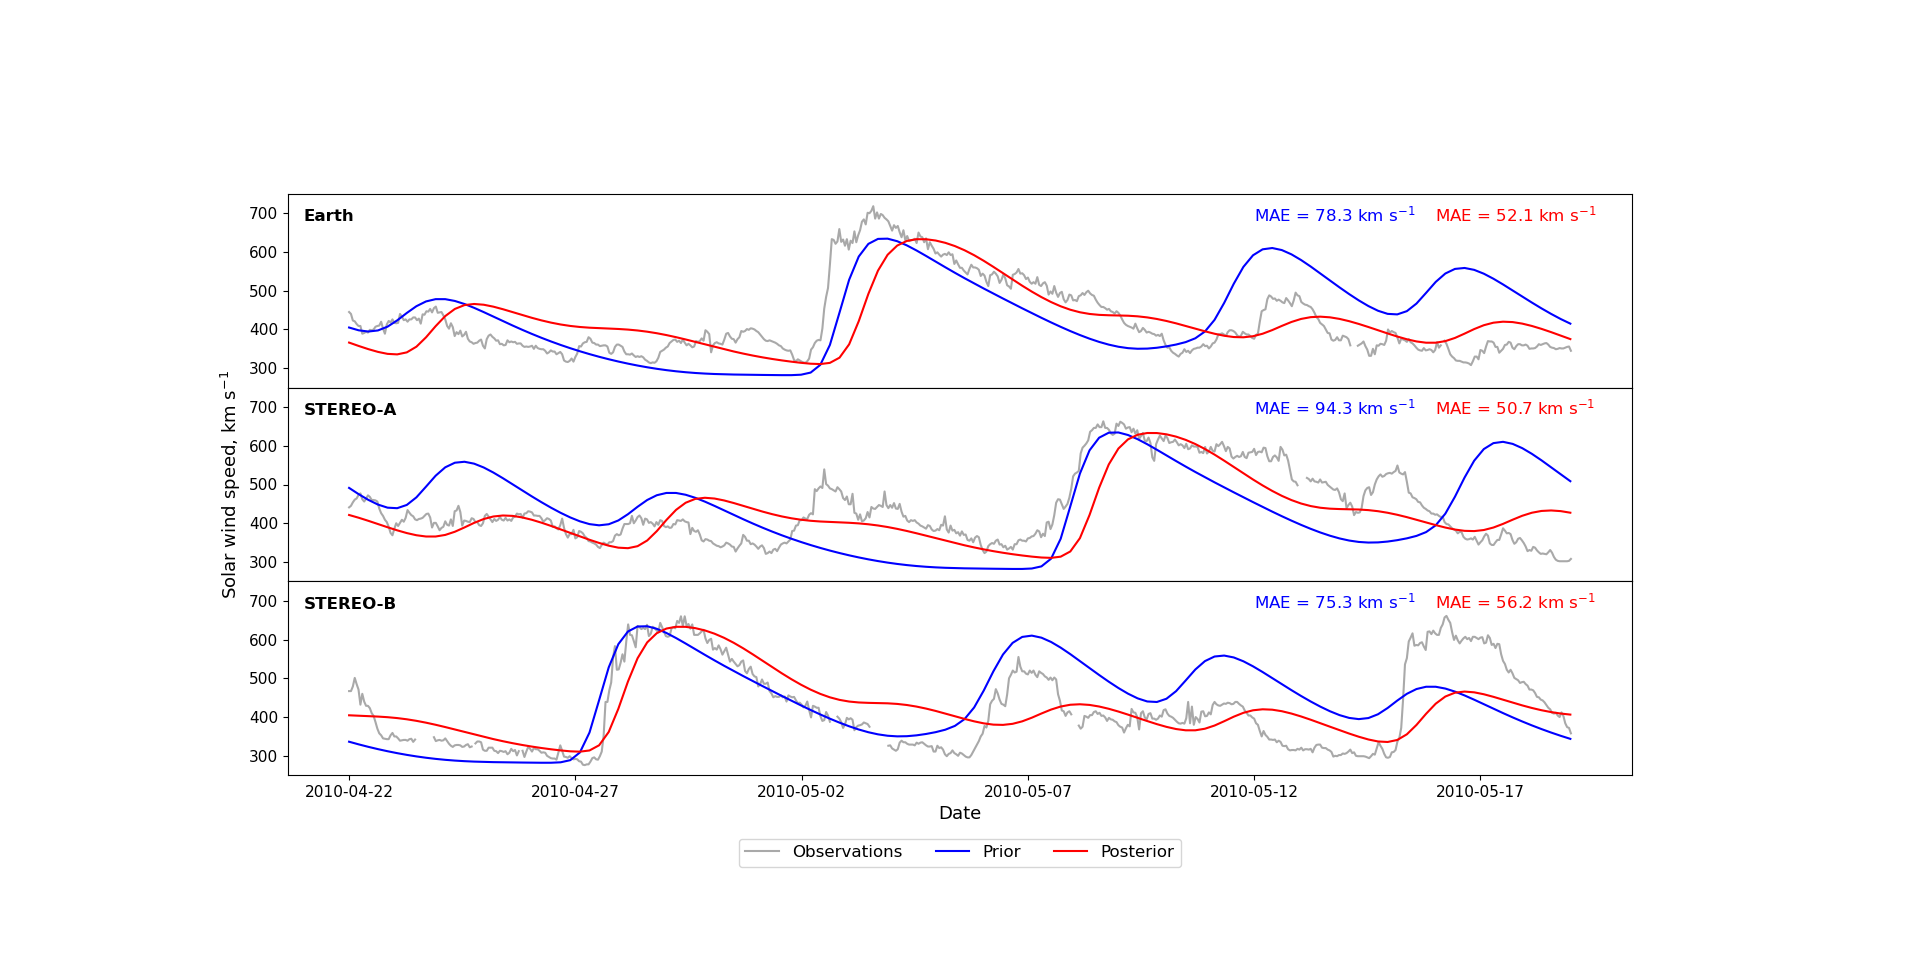 Solar wind speed, km s⁻¹
Earth
MAE = 78.3 km s⁻¹ MAE = 52.1 km s⁻¹
700
600
500
400
300
STEREO-A
MAE = 94.3 km s⁻¹ MAE = 50.7 km s⁻¹
700
600
500
400
300
STEREO-B
MAE = 75.3 km s⁻¹ MAE = 56.2 km s⁻¹
700
600
500
400
300
2010-04-22 2010-04-27 2010-05-02 2010-05-07 2010-05-12 2010-05-17
Date
Observations Prior Posterior